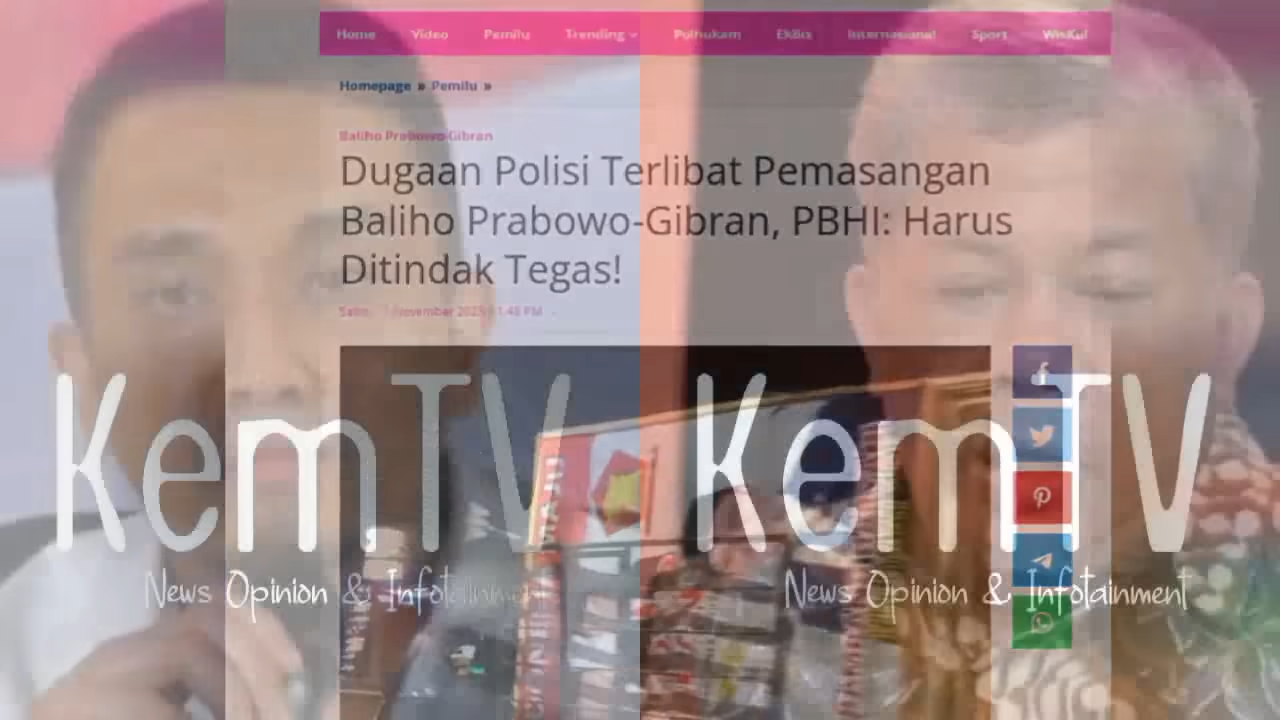 Home Video Pemilu Trending Polhukam EkBis Internasional Sport WisKul
Homepage » Pemilu »
Baliho Prabowo-Gibran
Dugaan Polisi Terlibat Pemasangan
Baliho Prabowo-Gibran, PBHI: Harus
Ditindak Tegas!
November 2023 1:48 PM
KemTV KemTV
News Opinion & Infotainment News Opinion & Infotainment